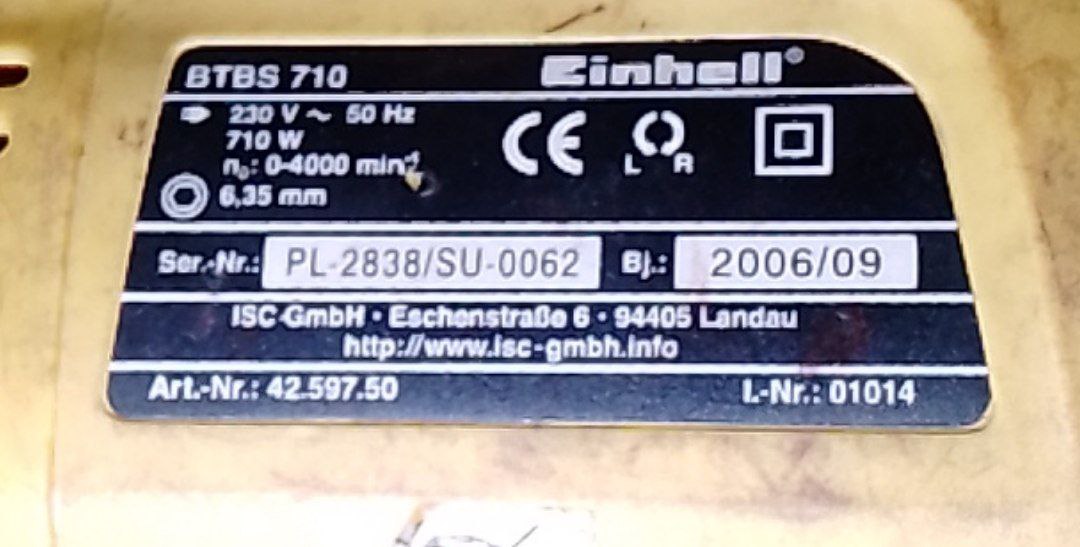 BTBS 710 Einhell®
230 V ~ 50 Hz
710 W
n₀: 0-4000 min⁻¹
6,35 mm
CE L R
Ser.-Nr.: PL-2838/SU-0062 Bj.: 2006/09
ISC GmbH · Eschenstraße 6 · 94405 Landau
http://www.isc-gmbh.info
Art.-Nr.: 42.597.50 I.-Nr.: 01014